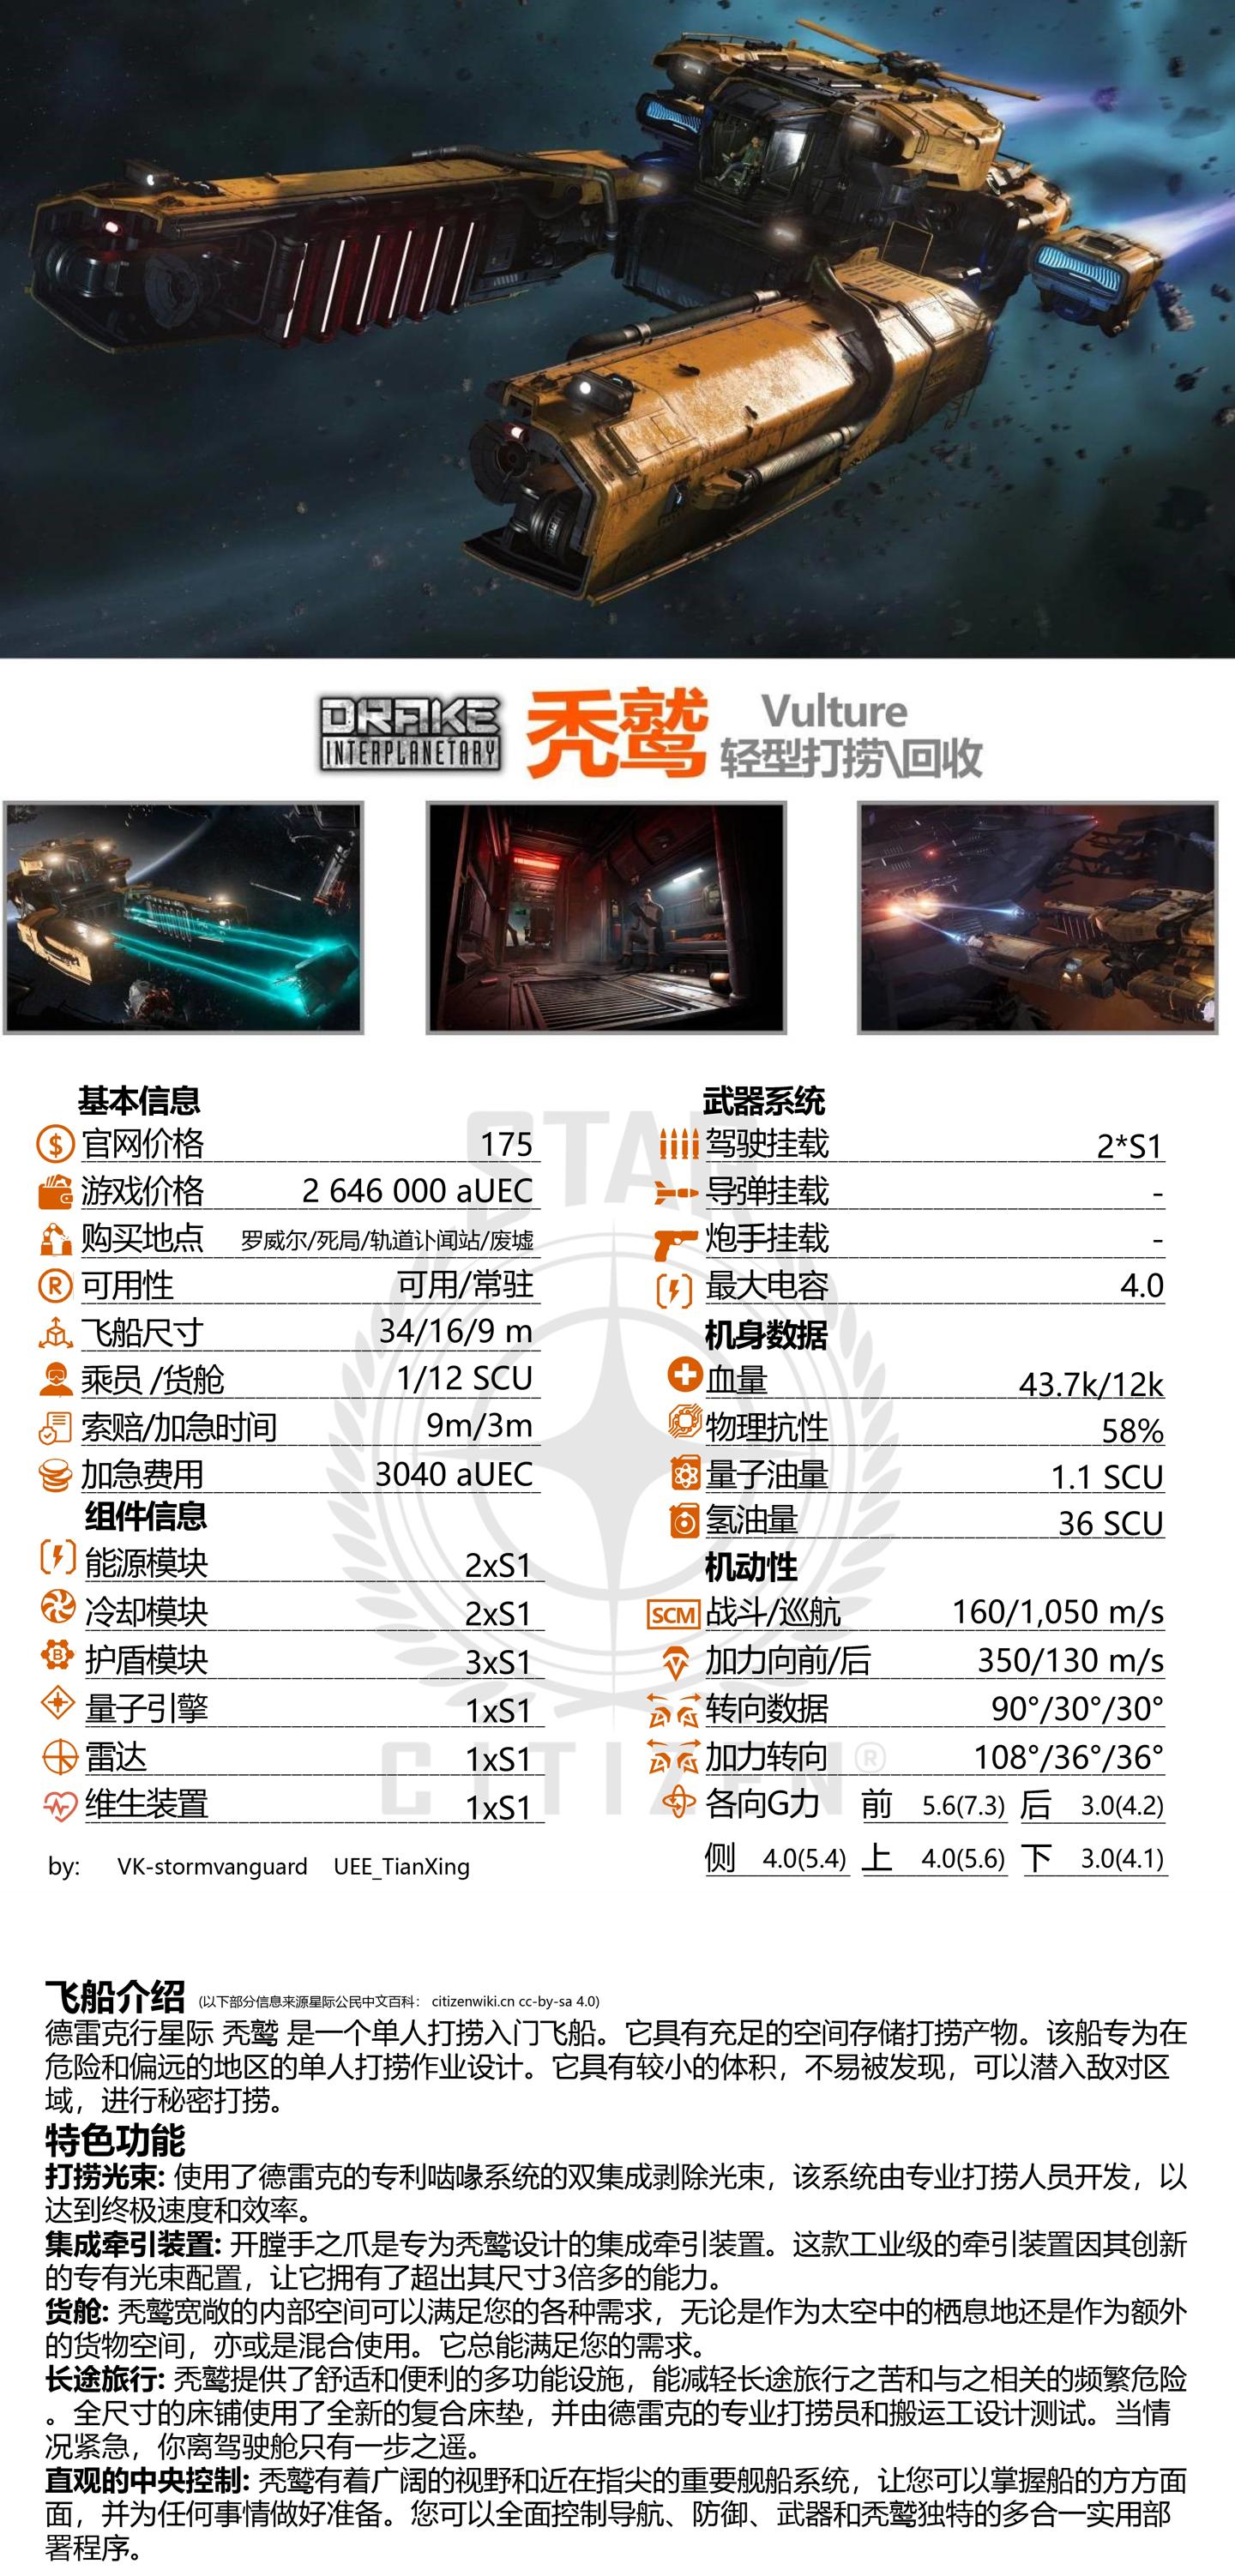 DRAKE
INTERPLANETARY
秃鹫
Vulture
轻型打捞\回收
STAR
CITIZEN®
基本信息
官网价格 175
游戏价格 2 646 000 aUEC
购买地点 罗威尔/死局/轨道讣闻站/废墟
可用性 可用/常驻
飞船尺寸 34/16/9 m
乘员 /货舱 1/12 SCU
索赔/加急时间 9m/3m
加急费用 3040 aUEC
组件信息
能源模块 2xS1
冷却模块 2xS1
护盾模块 3xS1
量子引擎 1xS1
雷达 1xS1
维生装置 1xS1
by: VK-stormvanguard UEE_TianXing
武器系统
驾驶挂载 2*S1
导弹挂载 -
炮手挂载 -
最大电容 4.0
机身数据
血量 43.7k/12k
物理抗性 58%
量子油量 1.1 SCU
氢油量 36 SCU
机动性
SCM 战斗/巡航 160/1,050 m/s
加力向前/后 350/130 m/s
转向数据 90°/30°/30°
加力转向 108°/36°/36°
各向G力 前 5.6(7.3) 后 3.0(4.2)
侧 4.0(5.4) 上 4.0(5.6) 下 3.0(4.1)
飞船介绍 (以下部分信息来源星际公民中文百科： citizenwiki.cn cc-by-sa 4.0)
德雷克行星际 秃鹫 是一个单人打捞入门飞船。它具有充足的空间存储打捞产物。该船专为在
危险和偏远的地区的单人打捞作业设计。它具有较小的体积，不易被发现，可以潜入敌对区
域，进行秘密打捞。
特色功能
打捞光束: 使用了德雷克的专利啮喙系统的双集成剥除光束，该系统由专业打捞人员开发，以
达到终极速度和效率。
集成牵引装置: 开膛手之爪是专为秃鹫设计的集成牵引装置。这款工业级的牵引装置因其创新
的专有光束配置，让它拥有了超出其尺寸3倍多的能力。
货舱: 秃鹫宽敞的内部空间可以满足您的各种需求，无论是作为太空中的栖息地还是作为额外
的货物空间，亦或是混合使用。它总能满足您的需求。
长途旅行: 秃鹫提供了舒适和便利的多功能设施，能减轻长途旅行之苦和与之相关的频繁危险
。全尺寸的床铺使用了全新的复合床垫，并由德雷克的专业打捞员和搬运工设计测试。当情
况紧急，你离驾驶舱只有一步之遥。
直观的中央控制: 秃鹫有着广阔的视野和近在指尖的重要舰船系统，让您可以掌握船的方方面
面，并为任何事情做好准备。您可以全面控制导航、防御、武器和秃鹫独特的多合一实用部
署程序。